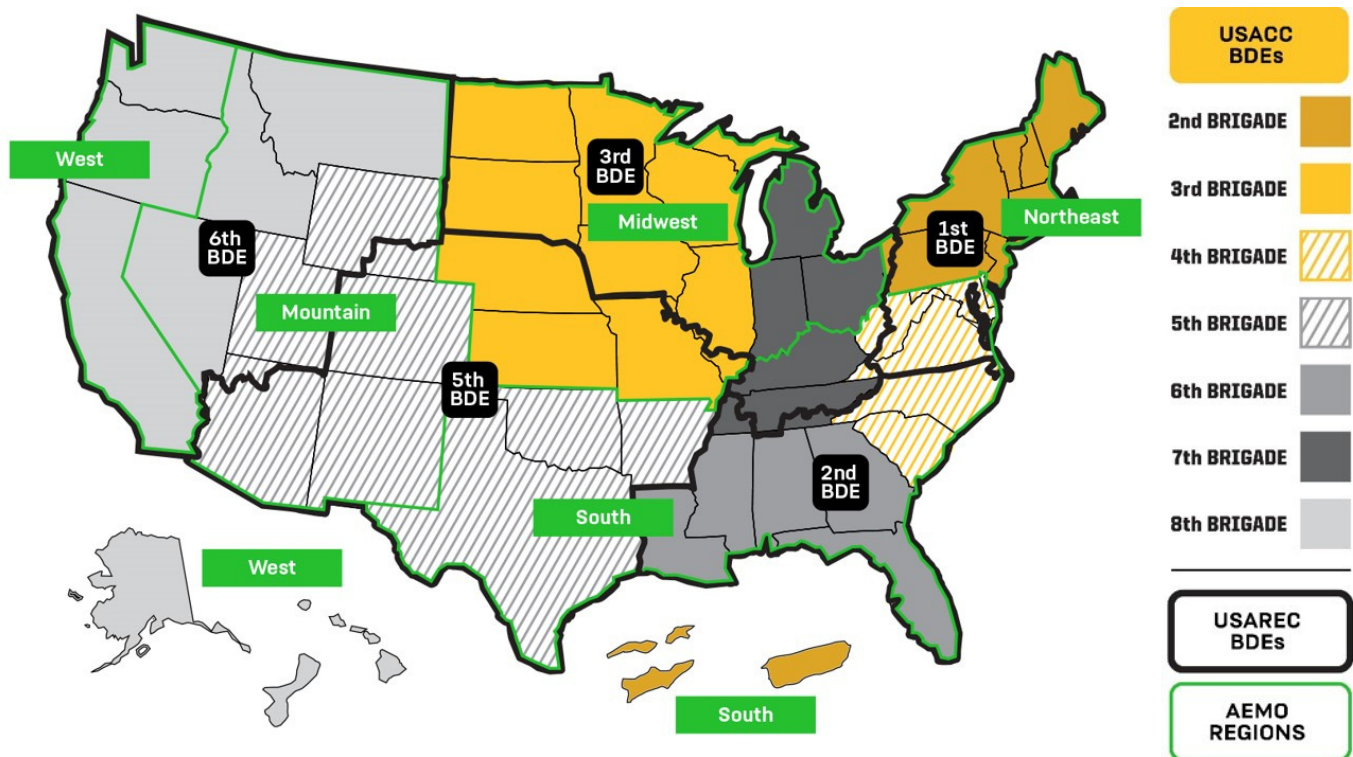 West
6th
BDE
Mountain
5th
BDE
3rd
BDE
Midwest
1st
BDE
Northeast
2nd
BDE
South
West
South
USACC
BDEs
2nd BRIGADE
3rd BRIGADE
4th BRIGADE
5th BRIGADE
6th BRIGADE
7th BRIGADE
8th BRIGADE
USAREC
BDEs
AEMO
REGIONS